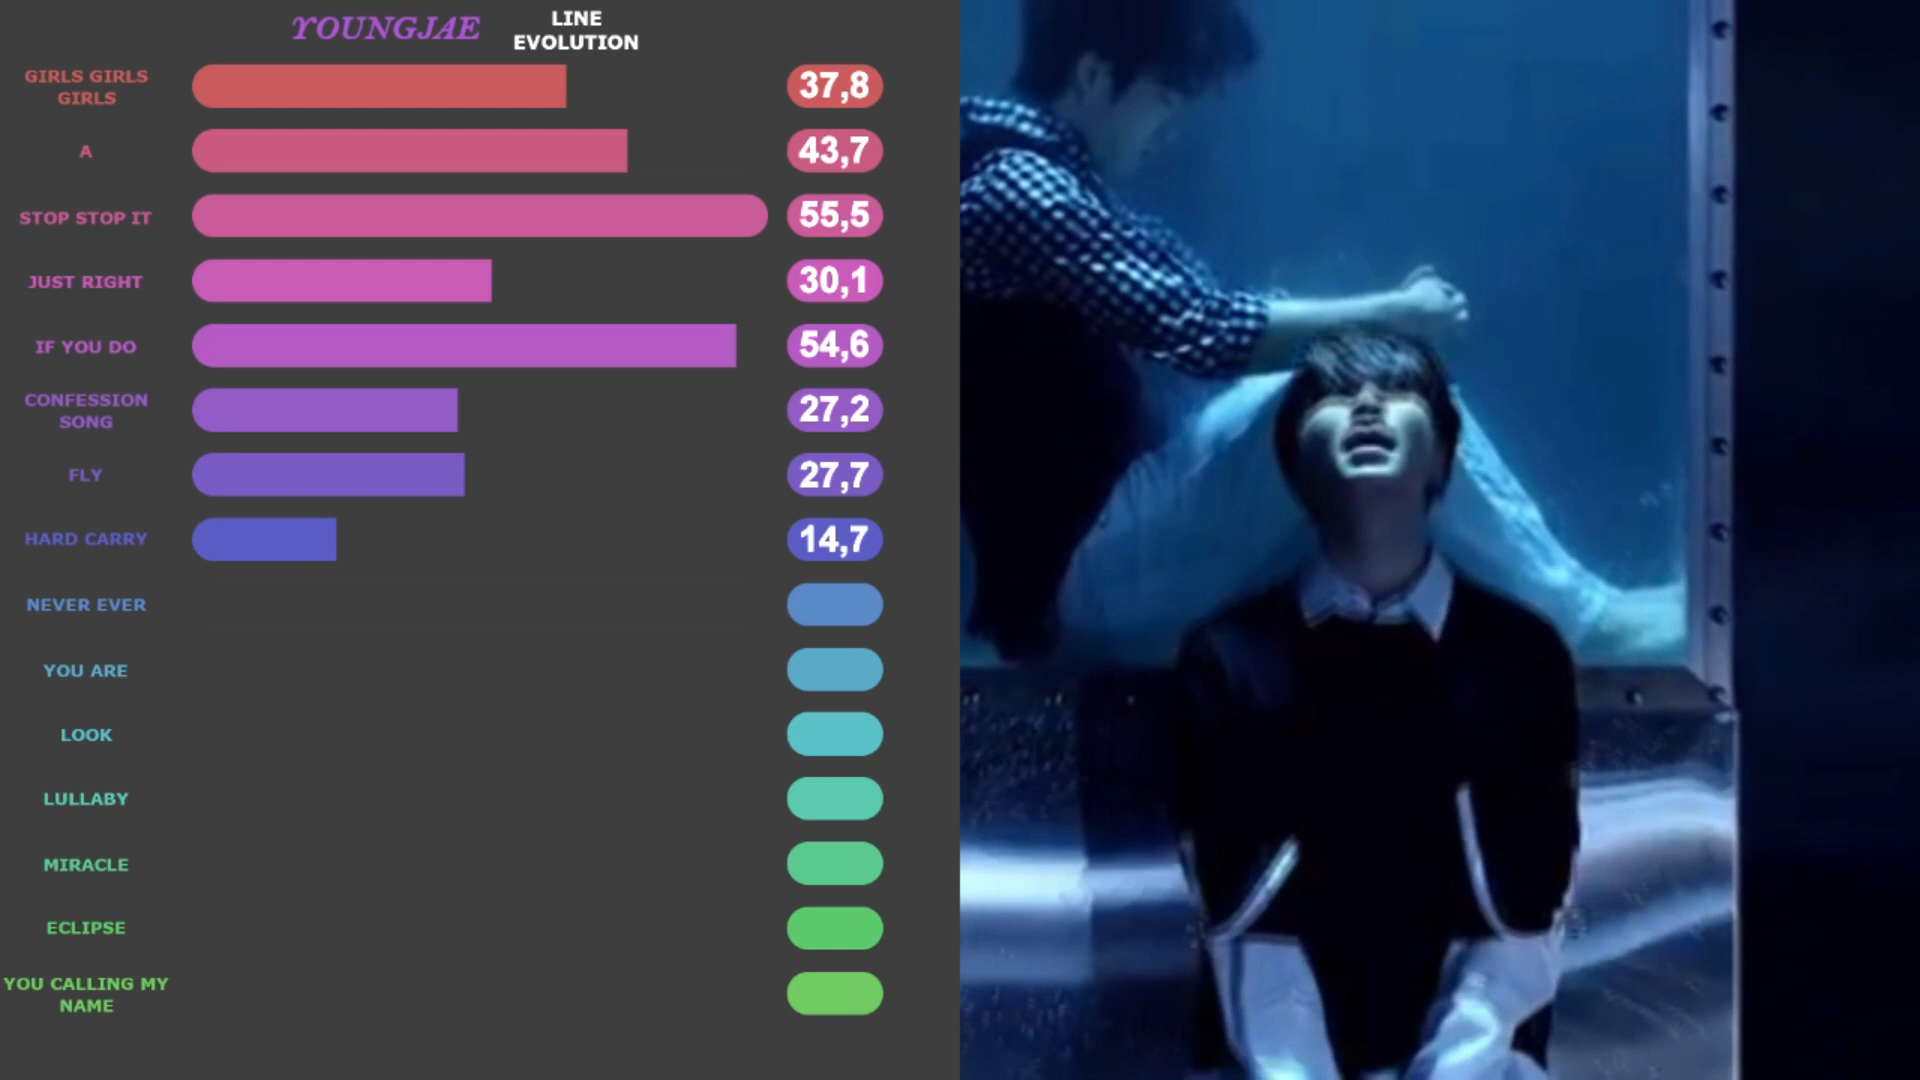 YOUNGJAE
LINE
EVOLUTION
GIRLS GIRLS
GIRLS
37,8
A
43,7
STOP STOP IT
55,5
JUST RIGHT
30,1
IF YOU DO
54,6
CONFESSION
SONG
27,2
FLY
27,7
HARD CARRY
14,7
NEVER EVER
YOU ARE
LOOK
LULLABY
MIRACLE
ECLIPSE
YOU CALLING MY
NAME